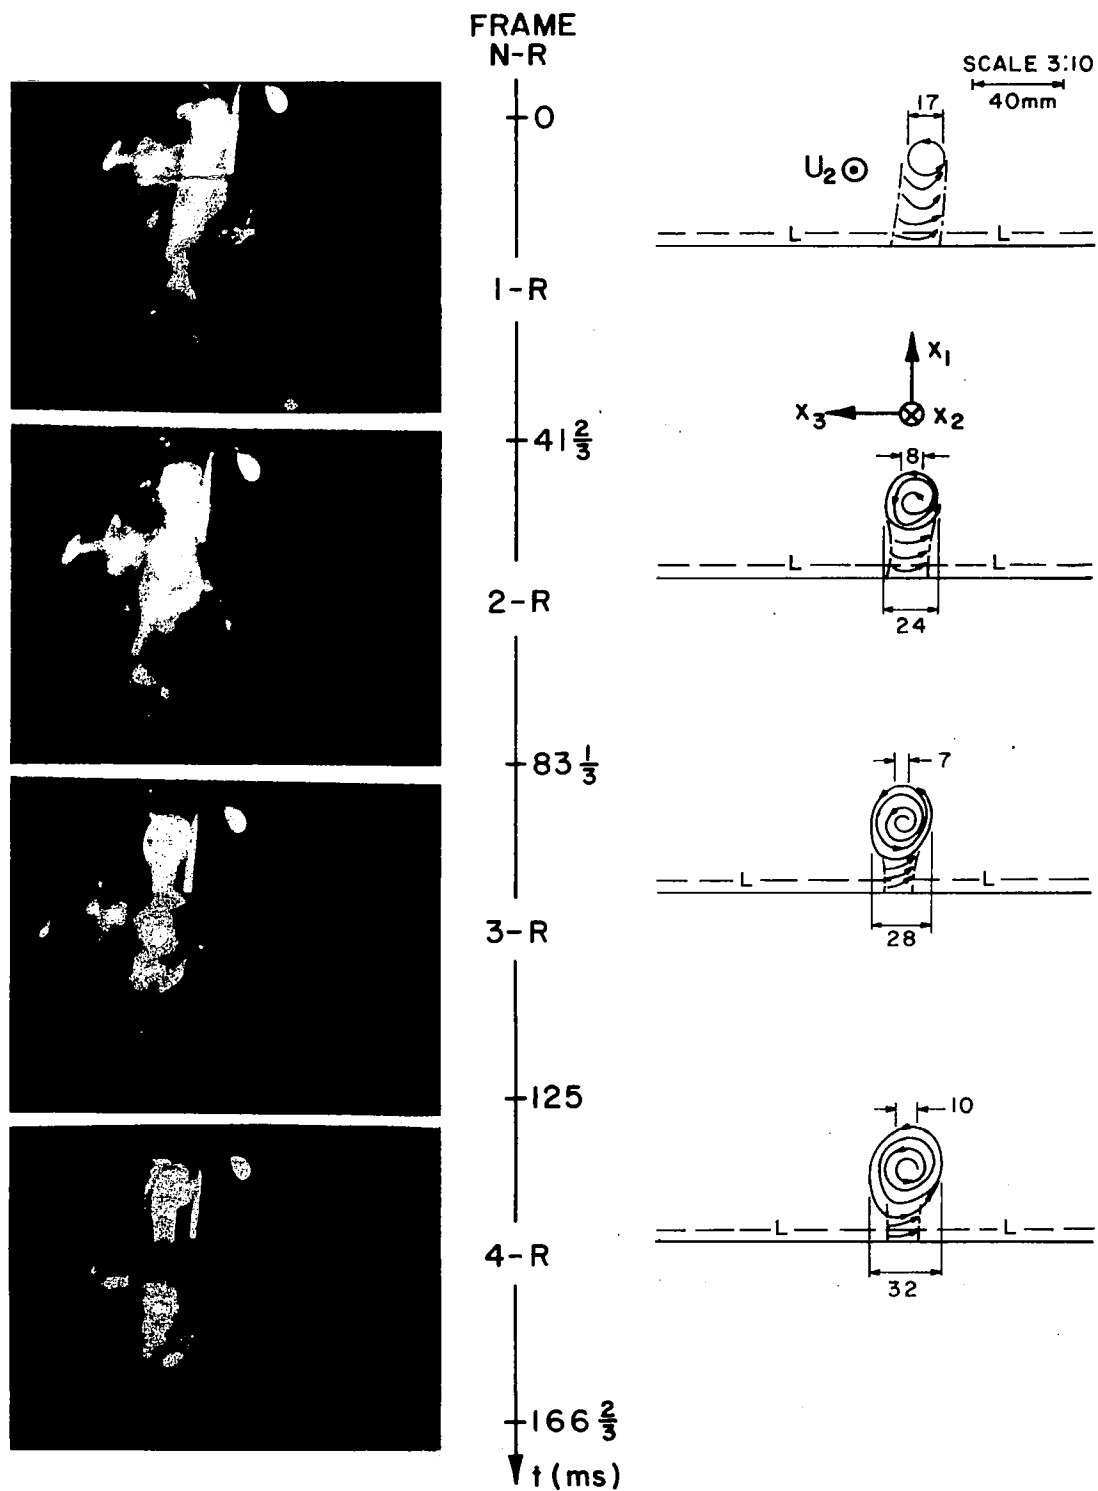 FRAME
N-R
0
1-R
41 2/3
2-R
83 1/3
3-R
125
4-R
166 2/3
t (ms)
SCALE 3:10
40mm
17
U₂
L L
X₁
X₃ X₂
8
L L
24
7
L L
28
10
L L
32